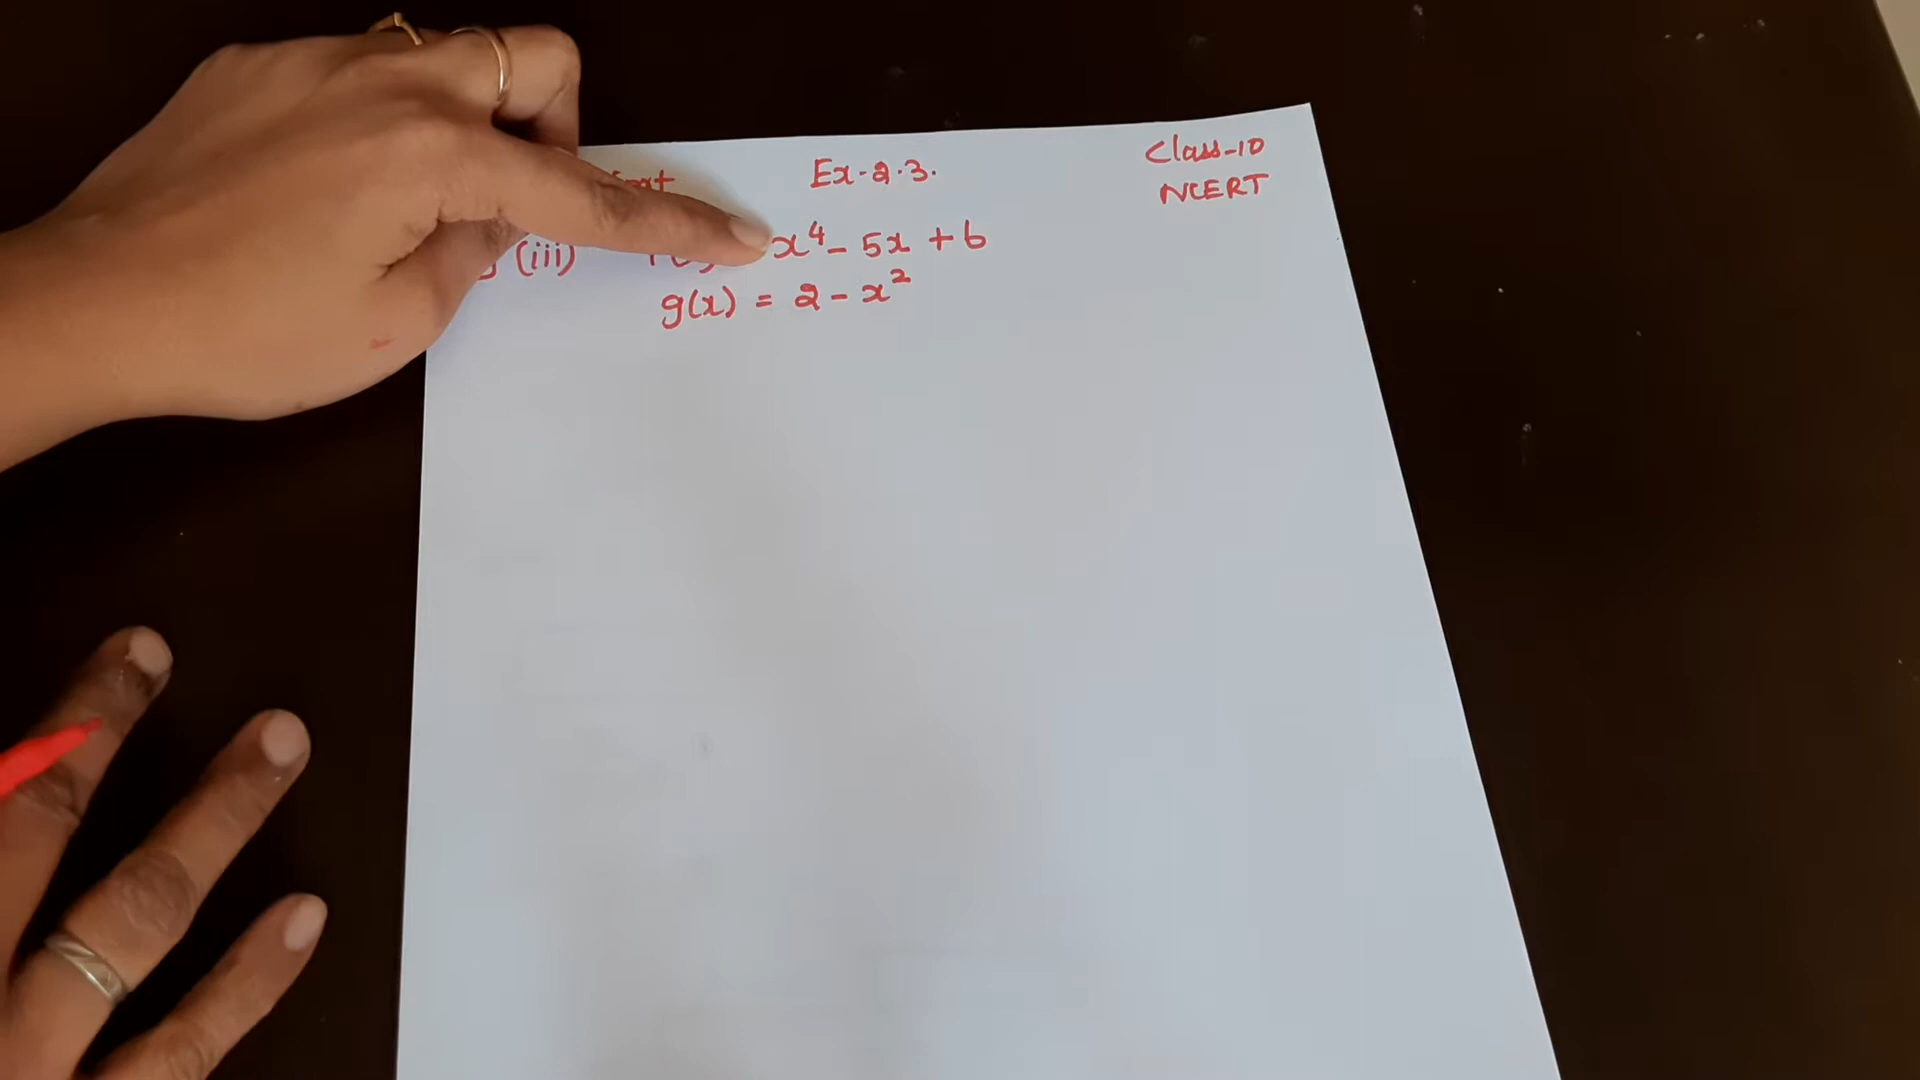 Ex-2.3.
Class-10
NCERT
(iii) x⁴ - 5x + 6
g(x) = 2 - x²